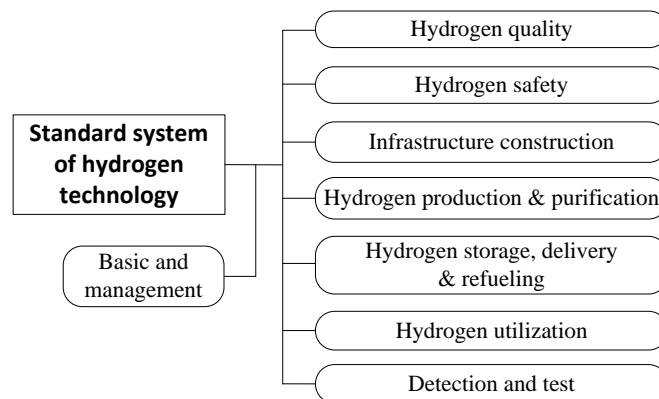 Standard system
of hydrogen
technology
Basic and
management
Hydrogen quality
Hydrogen safety
Infrastructure construction
Hydrogen production & purification
Hydrogen storage, delivery
& refueling
Hydrogen utilization
Detection and test